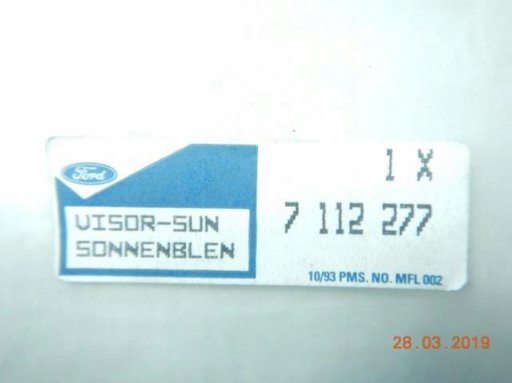 Ford
VISOR-SUN
SONNENBLEN
1 X
7 112 277
10/93 PMS. NO. MFL 002
28.03.2019